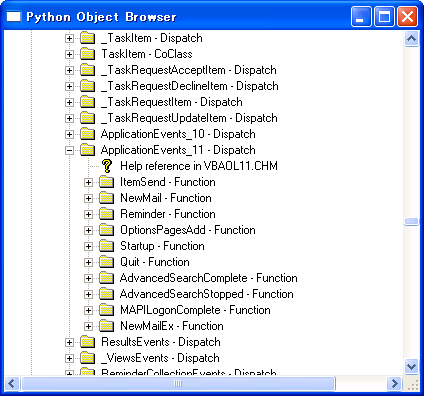 Python Object Browser
_TaskItem - Dispatch
TaskItem - CoClass
_TaskRequestAcceptItem - Dispatch
_TaskRequestDeclineItem - Dispatch
_TaskRequestItem - Dispatch
_TaskRequestUpdateItem - Dispatch
ApplicationEvents_10 - Dispatch
ApplicationEvents_11 - Dispatch
Help reference in VBAOL11.CHM
ItemSend - Function
NewMail - Function
Reminder - Function
OptionsPagesAdd - Function
Startup - Function
Quit - Function
AdvancedSearchComplete - Function
AdvancedSearchStopped - Function
MAPILogonComplete - Function
NewMailEx - Function
ResultsEvents - Dispatch
_ViewsEvents - Dispatch
ReminderCollectionEvents - Dispatch